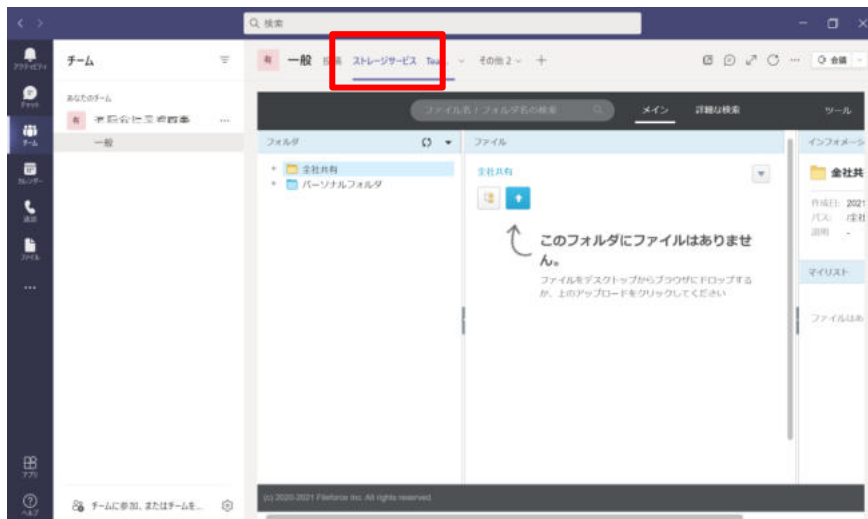 検索
アクティビティ
チャット
チーム
カレンダー
通話
ファイル
アプリ
ヘルプ
チーム
あなたのチーム
有
一般
チームに参加、またはチームを...
有 一般 ストレージサービス Tea... その他 2 +
会議
ファイル名 / フォルダ名の検索 メイン 詳細な検索 ツール
フォルダ
全社共有
パーソナルフォルダ
ファイル
全社共有
このフォルダにファイルはありませ
ん。
ファイルをデスクトップからブラウザにドロップする
か、上のアップロードをクリックしてください
インフォメーシ
全社共
作成日: 2021
パス: /全社
説明 -
マイリスト
ファイルはあ
(c) 2020-2021 Fileforce Inc. All rights reserved.